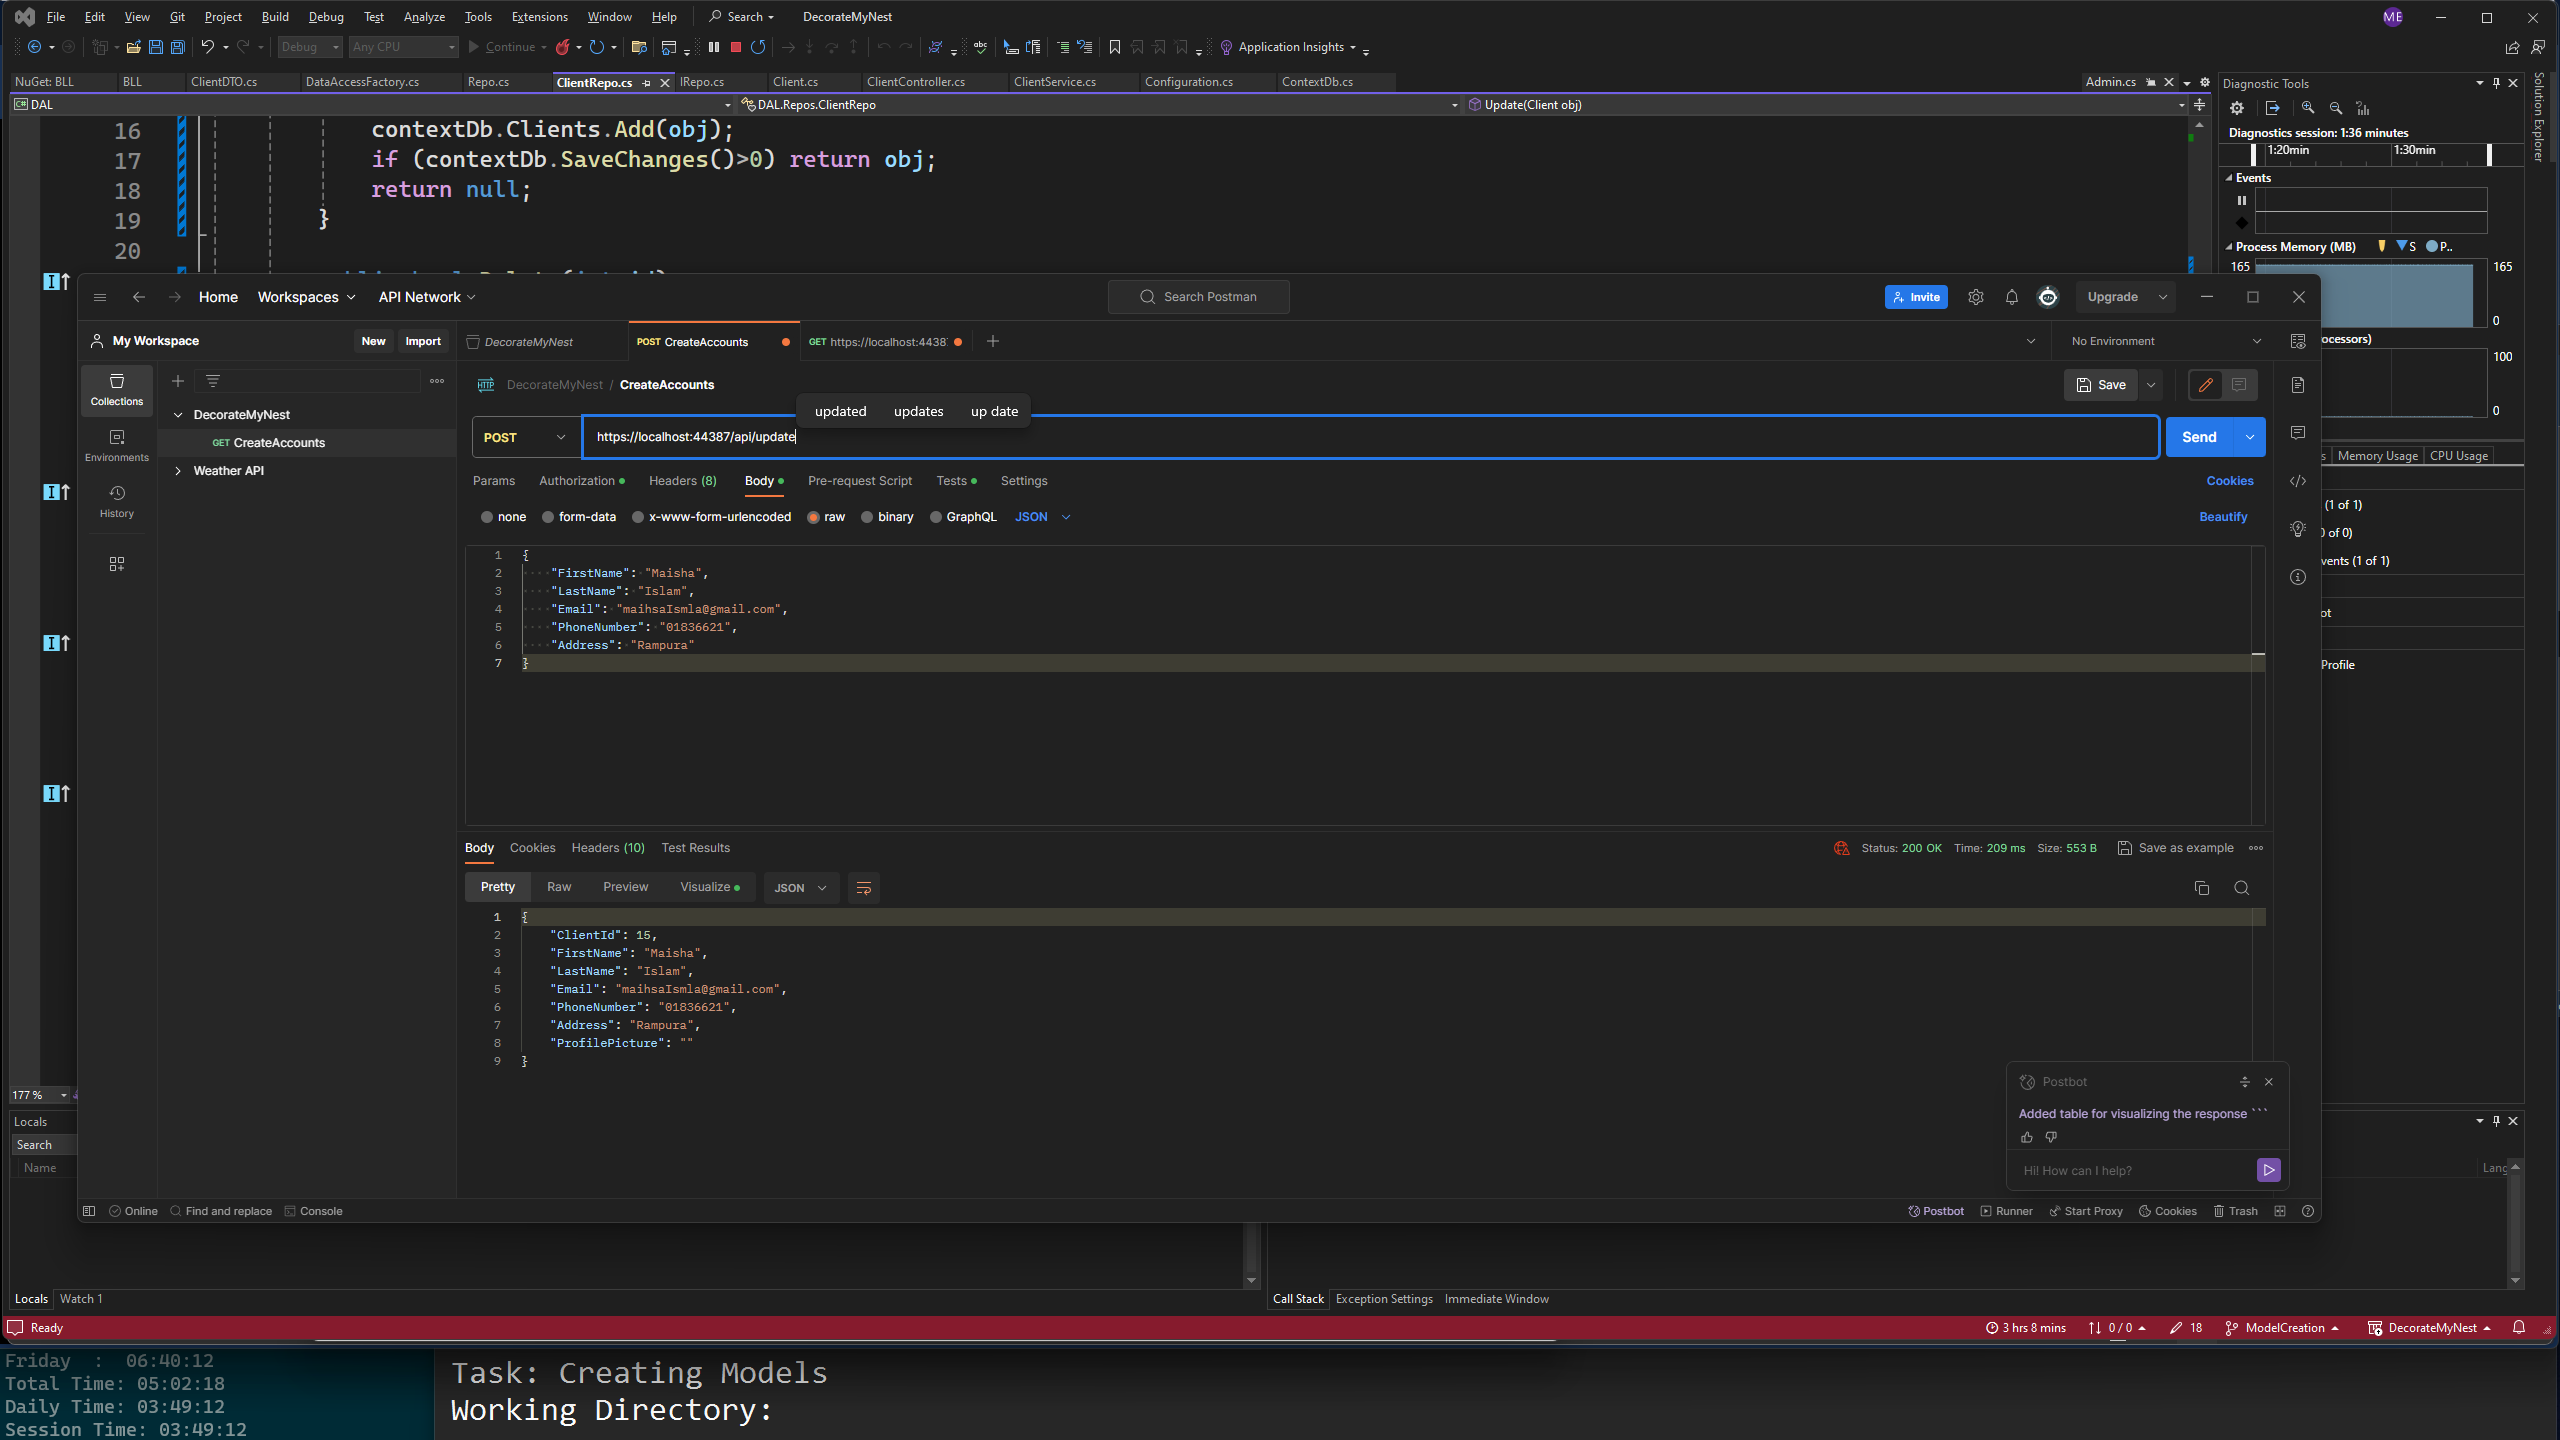 File Edit View Git Project Build Debug Test Analyze Tools Extensions Window Help Search DecorateMyNest ME
Debug Any CPU Continue Application Insights
NuGet: BLL BLL ClientDTO.cs DataAccessFactory.cs Repo.cs ClientRepo.cs IRepo.cs Client.cs ClientController.cs ClientService.cs Configuration.cs ContextDb.cs Admin.cs
DAL DAL.Repos.ClientRepo Update(Client obj)
16 contextDb.Clients.Add(obj);
17 if (contextDb.SaveChanges()>0) return obj;
18 return null;
19 }
20
Diagnostic Tools
Diagnostics session: 1:36 minutes
1:20min 1:30min
Events
Process Memory (MB) S P..
165 165
0
ocessors)
100
0
Memory Usage CPU Usage
(1 of 1)
of 0)
vents (1 of 1)
ot
Profile
Solution Explorer
Home Workspaces API Network Search Postman Invite Upgrade
My Workspace New Import
DecorateMyNest POST CreateAccounts GET https://localhost:4438 No Environment
Collections
Environments
History
DecorateMyNest
GET CreateAccounts
Weather API
HTTP DecorateMyNest / CreateAccounts Save
updated updates up date
POST https://localhost:44387/api/update Send
Params Authorization Headers (8) Body Pre-request Script Tests Settings Cookies
none form-data x-www-form-urlencoded raw binary GraphQL JSON Beautify
1 {
2 "FirstName": "Maisha",
3 "LastName": "Islam",
4 "Email": "maihsaIsmla@gmail.com",
5 "PhoneNumber": "01836621",
6 "Address": "Rampura"
7 }
Body Cookies Headers (10) Test Results Status: 200 OK Time: 209 ms Size: 553 B Save as example
Pretty Raw Preview Visualize JSON
1 {
2 "ClientId": 15,
3 "FirstName": "Maisha",
4 "LastName": "Islam",
5 "Email": "maihsaIsmla@gmail.com",
6 "PhoneNumber": "01836621",
7 "Address": "Rampura",
8 "ProfilePicture": ""
9 }
Postbot
Added table for visualizing the response ```
Hi! How can I help?
Online Find and replace Console Postbot Runner Start Proxy Cookies Trash
177 %
Locals
Search
Name
Lang
Locals Watch 1
Call Stack Exception Settings Immediate Window
Ready 3 hrs 8 mins 0 / 0 18 ModelCreation DecorateMyNest
Friday : 06:40:12
Total Time: 05:02:18
Daily Time: 03:49:12
Session Time: 03:49:12
Task: Creating Models
Working Directory: